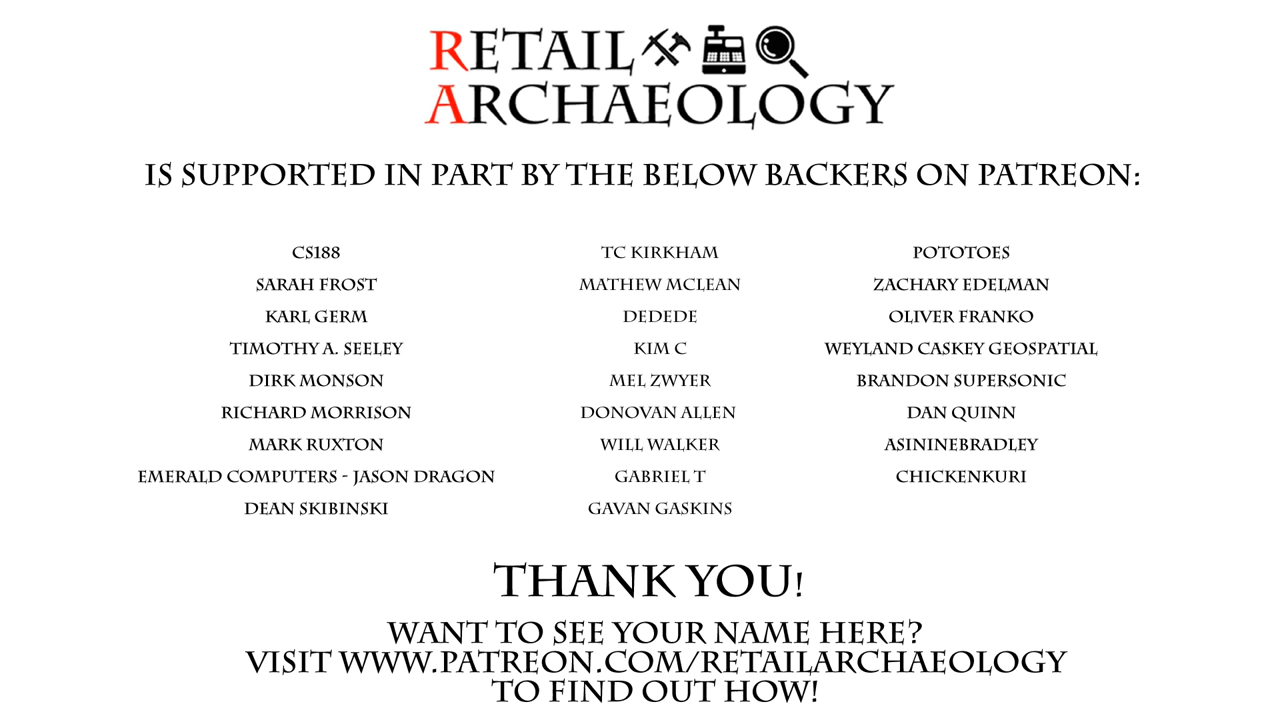 RETAIL
ARCHAEOLOGY
IS SUPPORTED IN PART BY THE BELOW BACKERS ON PATREON:
CS188
SARAH FROST
KARL GERM
TIMOTHY A. SEELEY
DIRK MONSON
RICHARD MORRISON
MARK RUXTON
EMERALD COMPUTERS - JASON DRAGON
DEAN SKIBINSKI
TC KIRKHAM
MATHEW MCLEAN
DEDEDE
KIM C
MEL ZWYER
DONOVAN ALLEN
WILL WALKER
GABRIEL T
GAVAN GASKINS
POTOTOES
ZACHARY EDELMAN
OLIVER FRANKO
WEYLAND CASKEY GEOSPATIAL
BRANDON SUPERSONIC
DAN QUINN
ASININEBRADLEY
CHICKENKURI
THANK YOU!
WANT TO SEE YOUR NAME HERE?
VISIT WWW.PATREON.COM/RETAILARCHAEOLOGY
TO FIND OUT HOW!